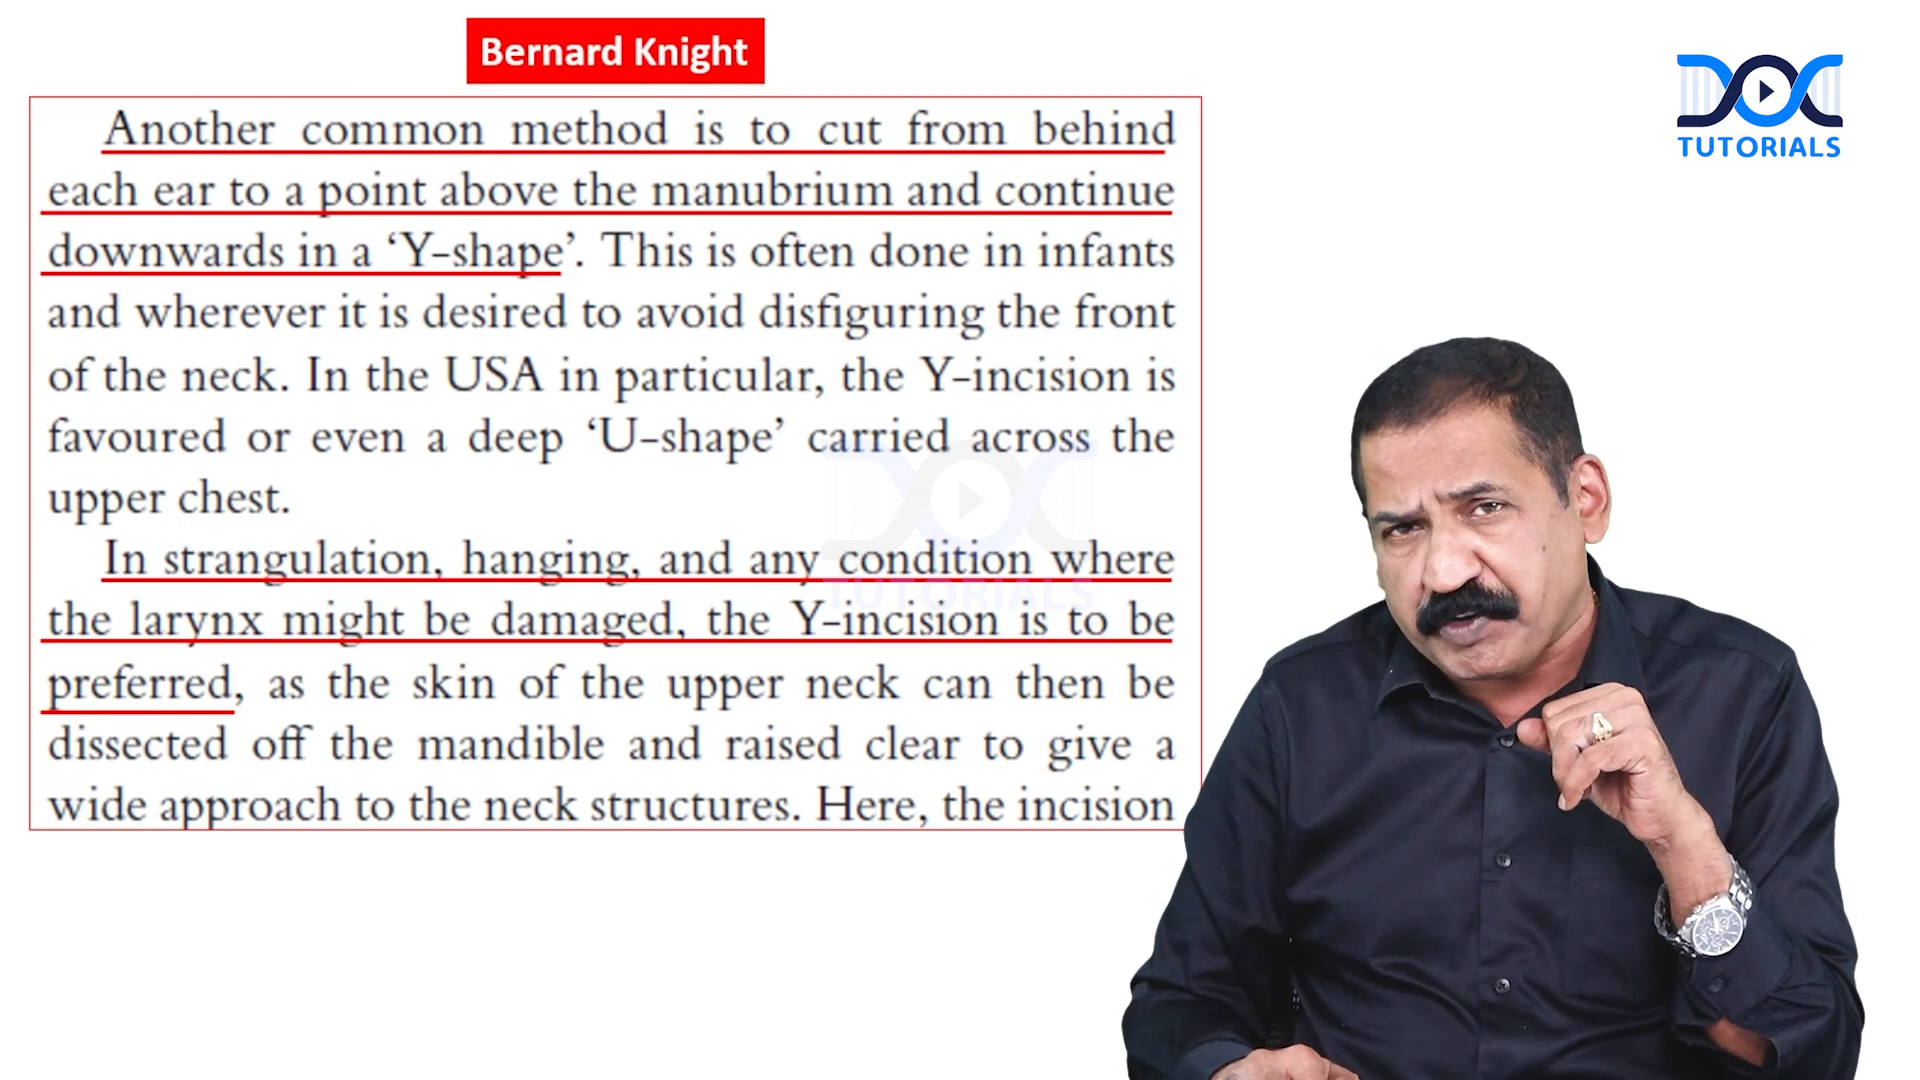 Bernard Knight
Another common method is to cut from behind
each ear to a point above the manubrium and continue
downwards in a ‘Y-shape’. This is often done in infants
and wherever it is desired to avoid disfiguring the front
of the neck. In the USA in particular, the Y-incision is
favoured or even a deep ‘U-shape’ carried across the
upper chest.
In strangulation, hanging, and any condition where
the larynx might be damaged, the Y-incision is to be
preferred, as the skin of the upper neck can then be
dissected off the mandible and raised clear to give a
wide approach to the neck structures. Here, the incision
DOC
TUTORIALS
DOC
TUTORIALS